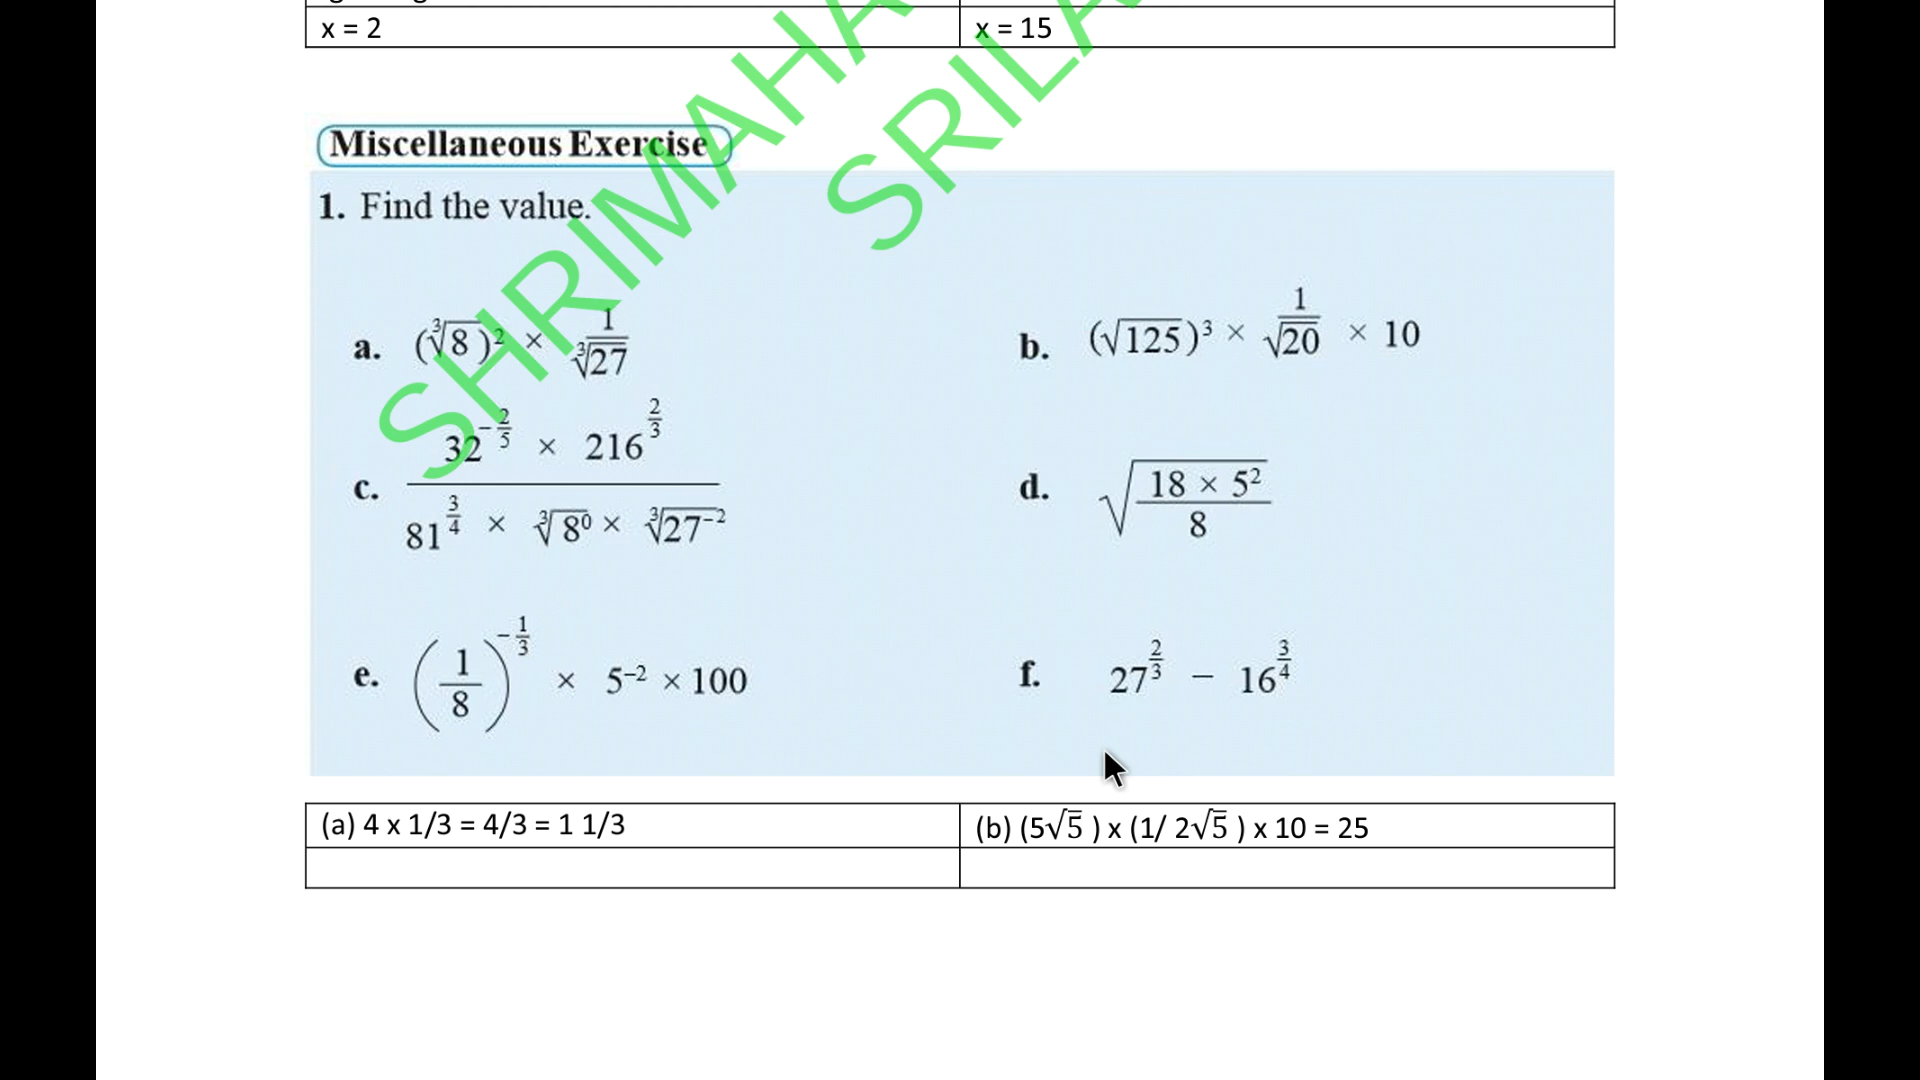 x = 2
x = 15
Miscellaneous Exercise
1. Find the value.
a. (∛8)² × 1/∛27
b. (√125)³ × 1/√20 × 10
c. (32^(-2/5) × 216^(2/3)) / (81^(3/4) × ∛8⁰ × ∛27⁻²)
d. √((18 × 5²)/8)
e. (1/8)^(-1/3) × 5⁻² × 100
f. 27^(2/3) − 16^(3/4)
(a) 4 x 1/3 = 4/3 = 1 1/3
(b) (5√5 ) x (1/ 2√5 ) x 10 = 25
SHRIMAHA
SRILA